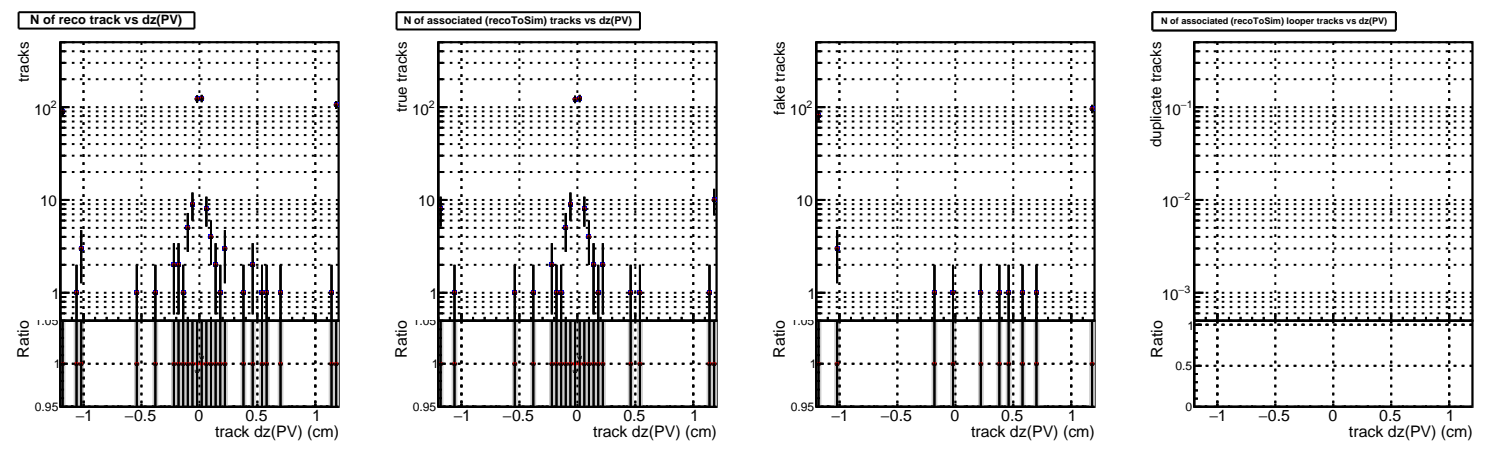 N of reco track vs dz(PV)
tracks
10²
10
1
1.05
Ratio
1
0.95
−1 −0.5 0 0.5 1
track dz(PV) (cm)
N of associated (recoToSim) tracks vs dz(PV)
true tracks
10²
10
1
1.05
Ratio
1
0.95
−1 −0.5 0 0.5 1
track dz(PV) (cm)
fake tracks
10²
10
1
1.05
Ratio
1
0.95
−1 −0.5 0 0.5 1
track dz(PV) (cm)
N of associated (recoToSim) looper tracks vs dz(PV)
duplicate tracks
10⁻¹
10⁻²
10⁻³
Ratio
1
0.5
0
−1 −0.5 0 0.5 1
track dz(PV) (cm)